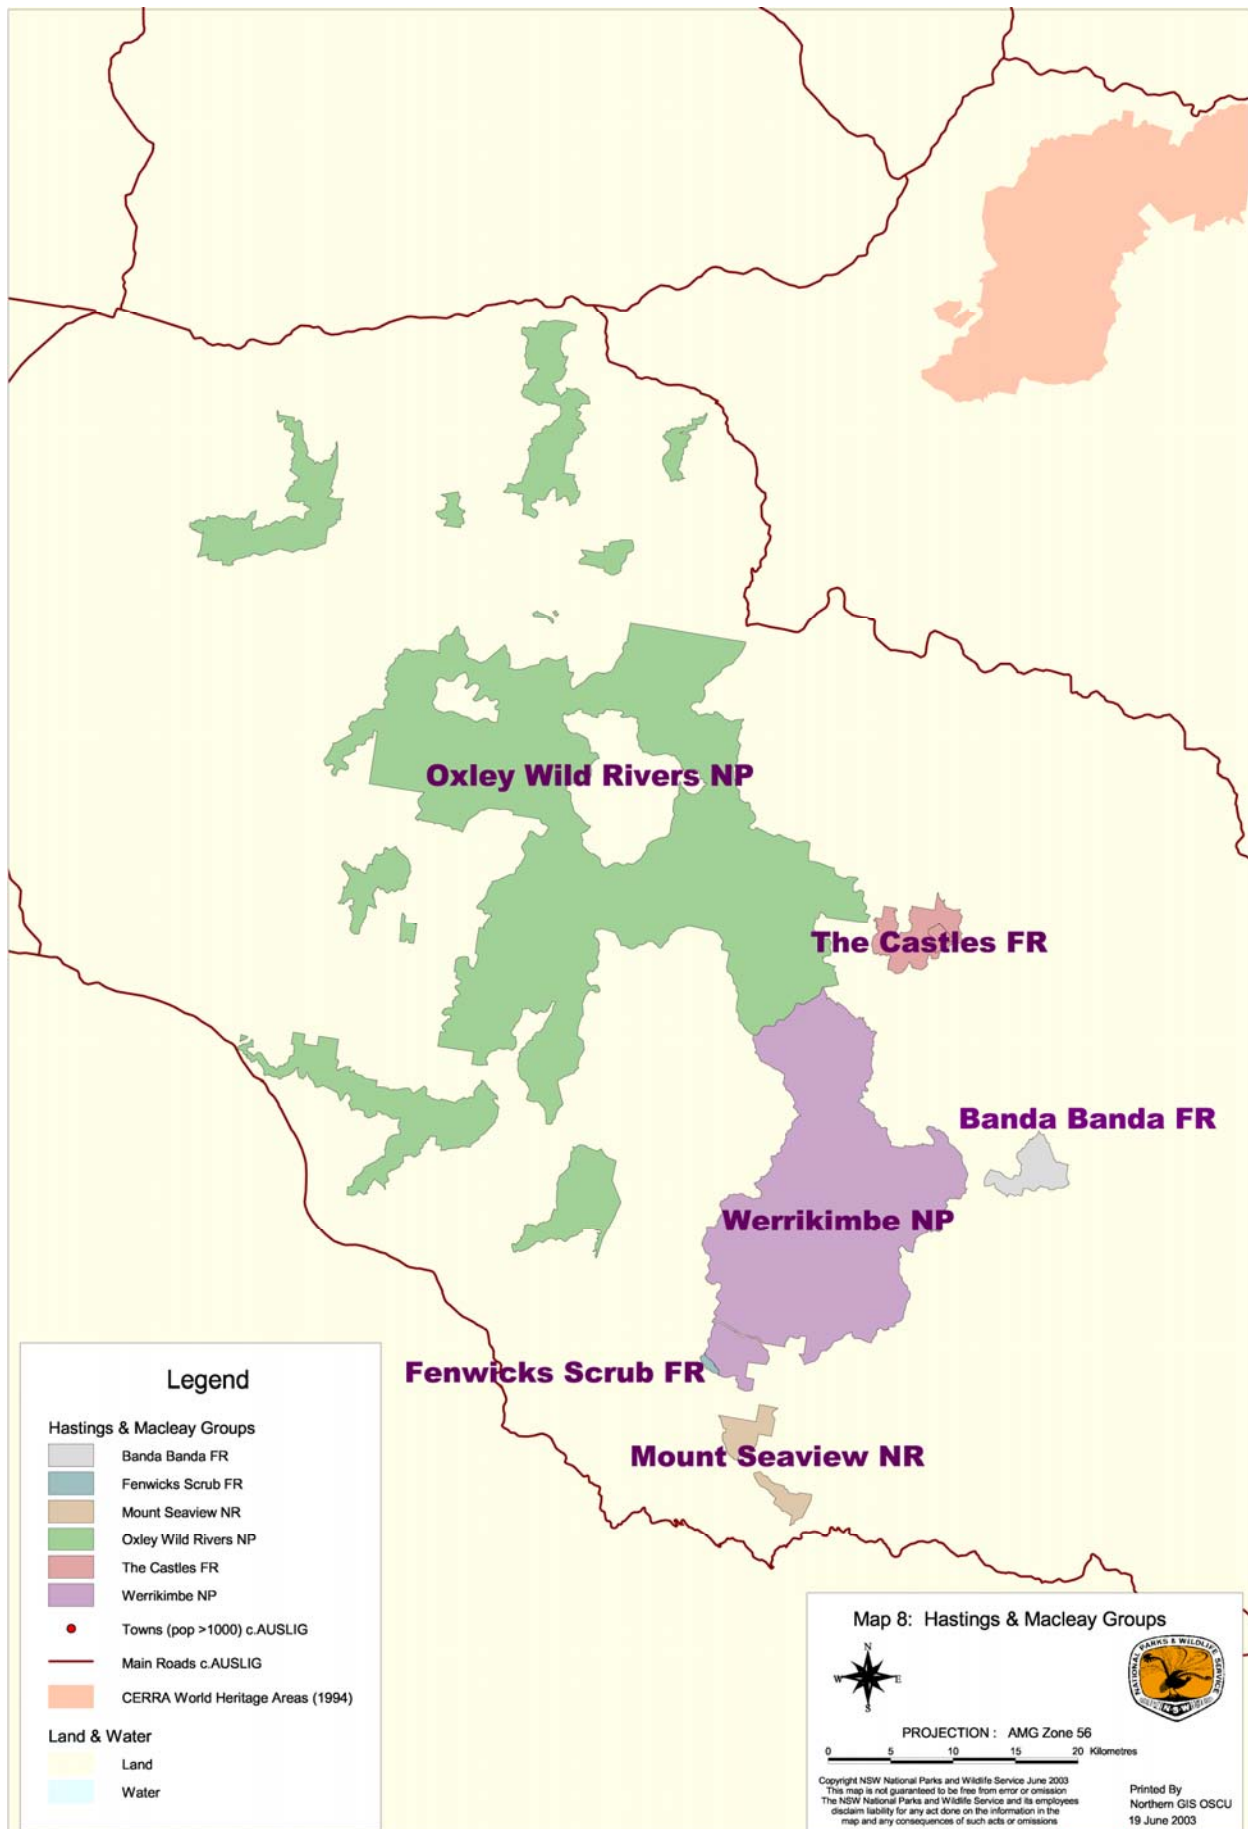 Oxley Wild Rivers NP
The Castles FR
Banda Banda FR
Werrikimbe NP
Fenwicks Scrub FR
Mount Seaview NR
Legend
Hastings & Macleay Groups
Banda Banda FR
Fenwicks Scrub FR
Mount Seaview NR
Oxley Wild Rivers NP
The Castles FR
Werrikimbe NP
Towns (pop >1000) c.AUSLIG
Main Roads c.AUSLIG
CERRA World Heritage Areas (1994)
Land & Water
Land
Water
Map 8: Hastings & Macleay Groups
N
W E
S
NATIONAL PARKS & WILDLIFE SERVICE
NSW
PROJECTION : AMG Zone 56
0 5 10 15 20 Kilometres
Copyright NSW National Parks and Wildlife Service June 2003
This map is not guaranteed to be free from error or omission
The NSW National Parks and Wildlife Service and its employees
disclaim liability for any act done on the information in the
map and any consequences of such acts or omissions
Printed By
Northern GIS OSCU
19 June 2003